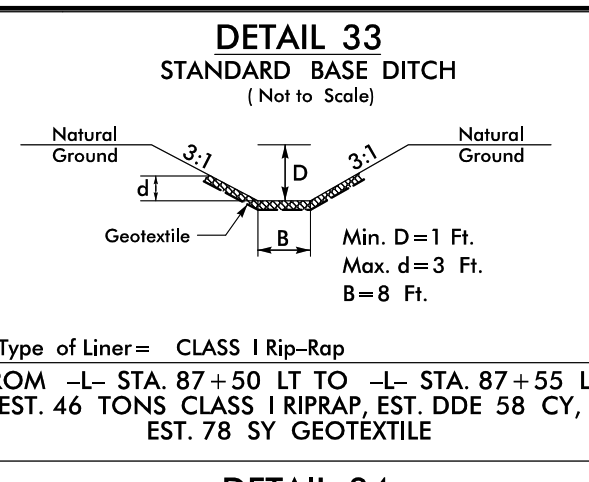 DETAIL 33
STANDARD BASE DITCH
( Not to Scale)
Natural
Ground
3:1
D
3:1
Natural
Ground
d
Geotextile
B
Min. D=1 Ft.
Max. d=3 Ft.
B=8 Ft.
Type of Liner= CLASS I Rip-Rap
ROM -L- STA. 87+50 LT TO -L- STA. 87+55 L
EST. 46 TONS CLASS I RIPRAP, EST. DDE 58 CY,
EST. 78 SY GEOTEXTILE